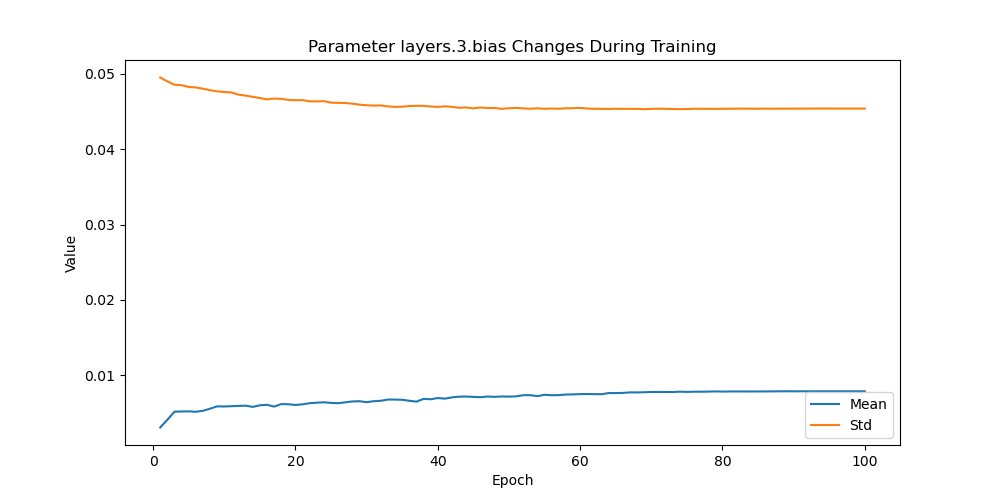 Parameter layers.3.bias Changes During Training
0.05
0.04
0.03
0.02
0.01
Value
0 20 40 60 80 100
Epoch
Mean
Std